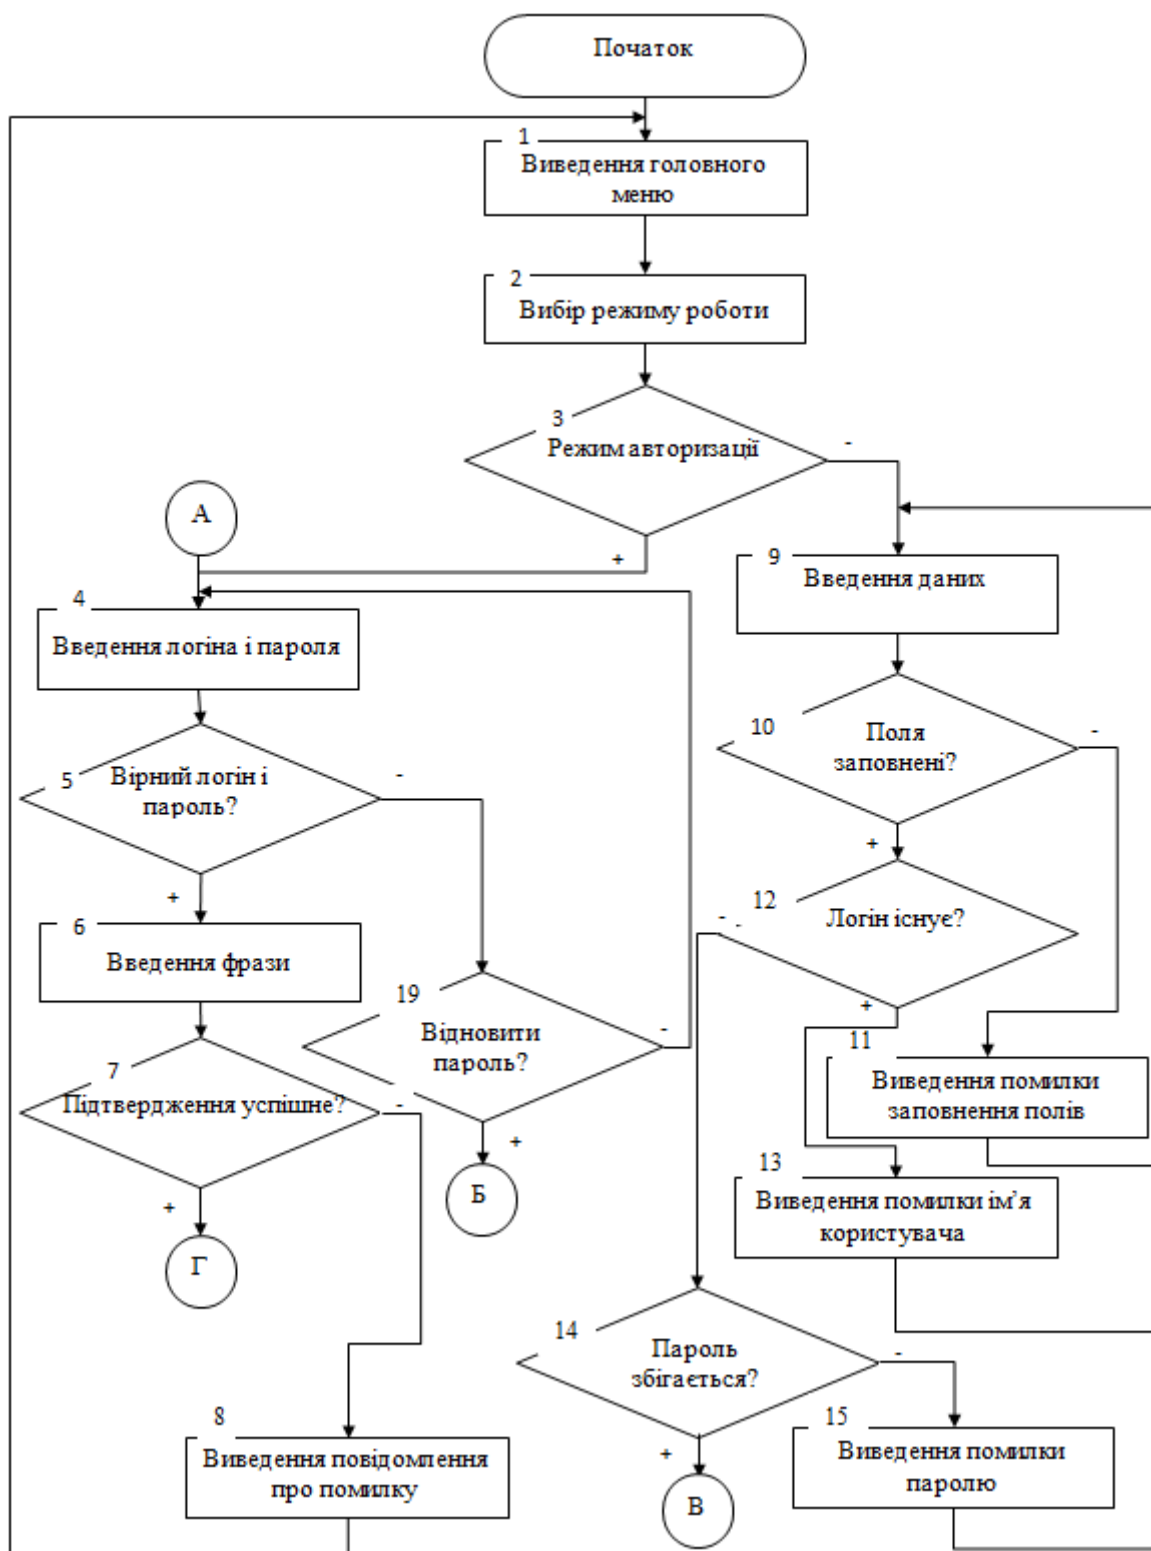 Початок
1
Виведення головного
меню
2
Вибір режиму роботи
3
Режим авторизації
-
+
А
4
Введення логіна і пароля
9
Введення даних
5
Вірний логін і
пароль?
-
+
10
Поля
заповнені?
-
+
6
Введення фрази
12
Логін існує?
-
-
+
19
Відновити
пароль?
-
+
7
Підтвердження успішне?
-
+
11
Виведення помилки
заповнення полів
Б
Г
13
Виведення помилки ім’я
користувача
14
Пароль
збігається?
-
+
8
Виведення повідомлення
про помилку
15
Виведення помилки
паролю
В